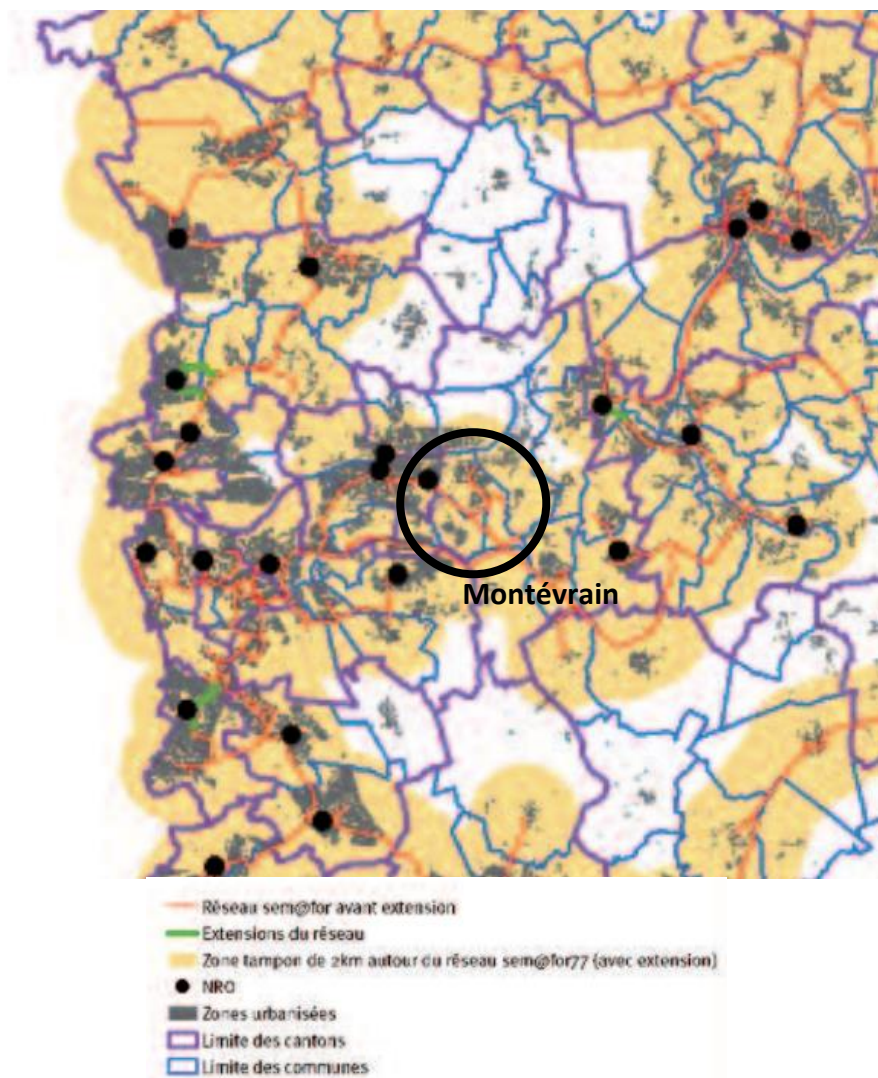 Montévrain
Réseau sem@for avant extension
Extensions du réseau
Zone tampon de 2km autour du réseau sem@for77 (avec extension)
NRO
Zones urbanisées
Limite des cantons
Limite des communes